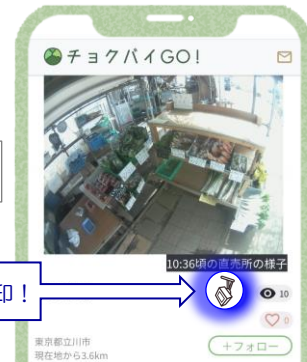 チョクバイGO!
10:36頃の直売所の様子
10
印!
0
東京都立川市
現在地から3.6km
+フォロー